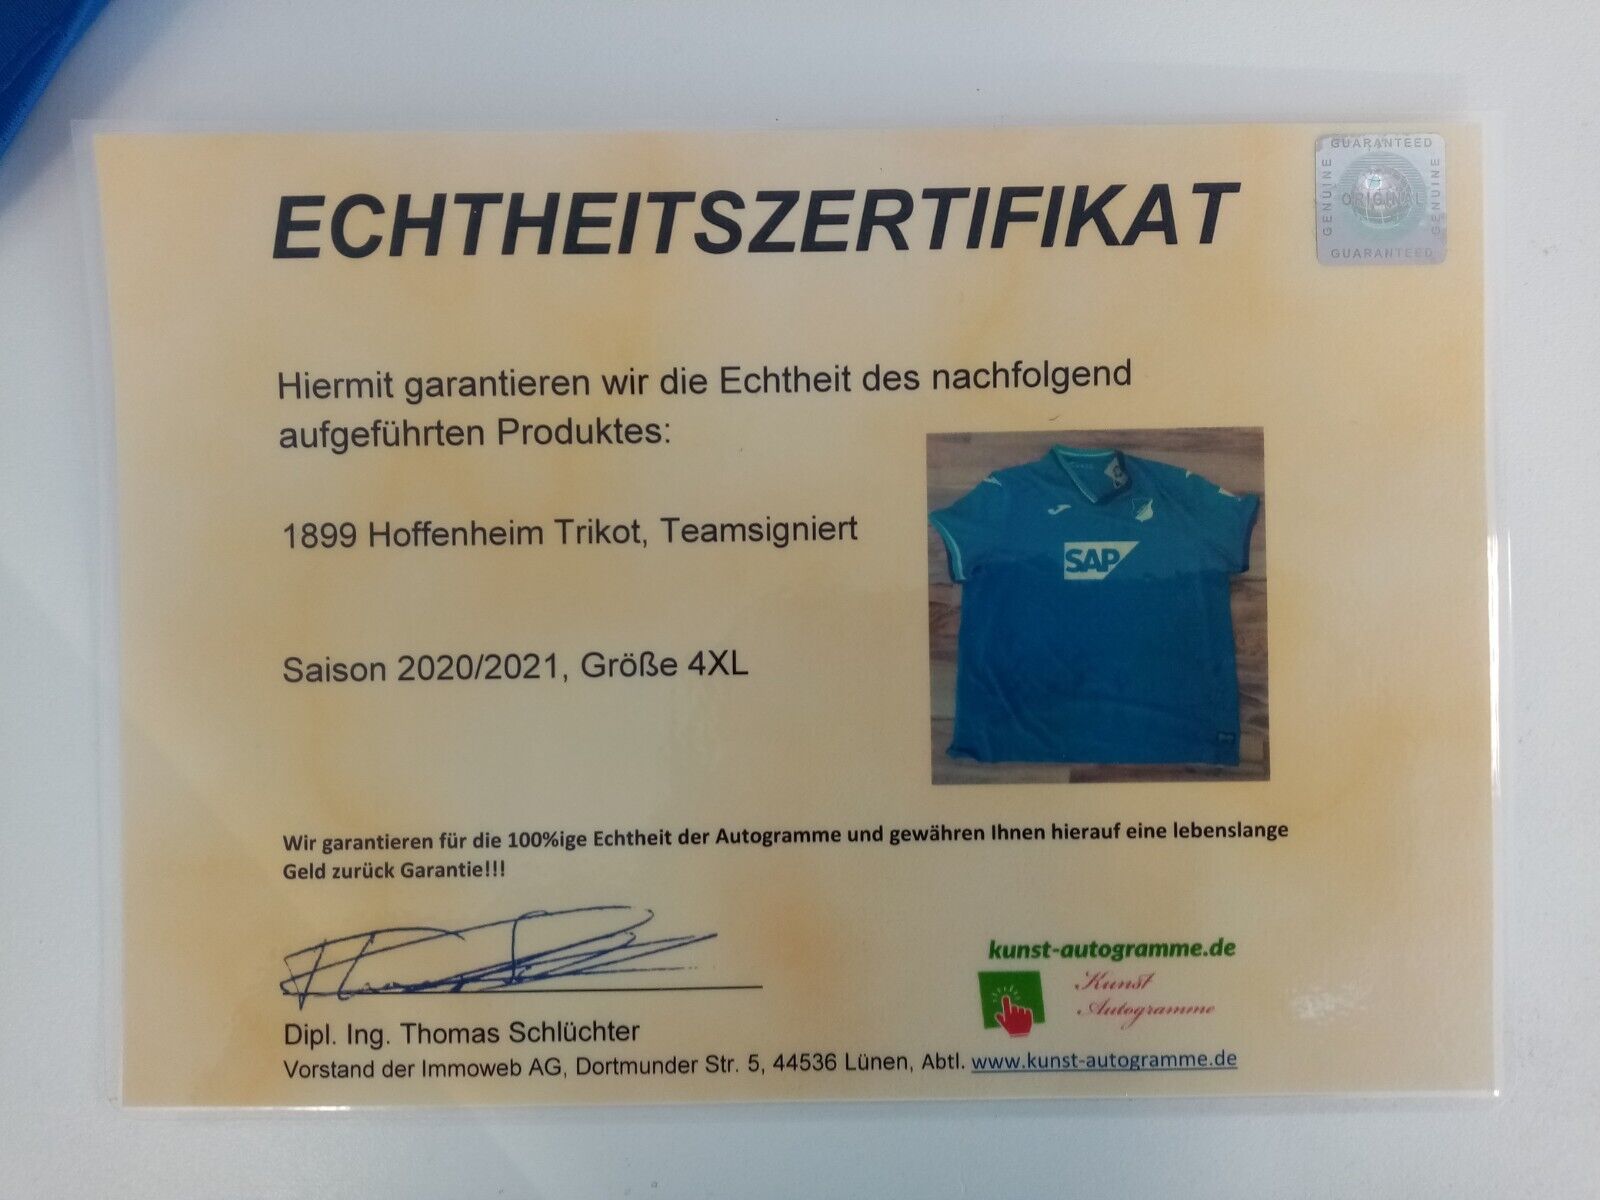 ECHTHEITSZERTIFIKAT
GUARANTEED
GENUINE
ORIGINAL
GENUINE
GUARANTEED
Hiermit garantieren wir die Echtheit des nachfolgend
aufgeführten Produktes:
1899 Hoffenheim Trikot, Teamsigniert
SAP
Saison 2020/2021, Größe 4XL
Wir garantieren für die 100%ige Echtheit der Autogramme und gewähren Ihnen hierauf eine lebenslange
Geld zurück Garantie!!!
kunst-autogramme.de
Kunst
Autogramme
Dipl. Ing. Thomas Schlüchter
Vorstand der Immoweb AG, Dortmunder Str. 5, 44536 Lünen, Abtl. www.kunst-autogramme.de